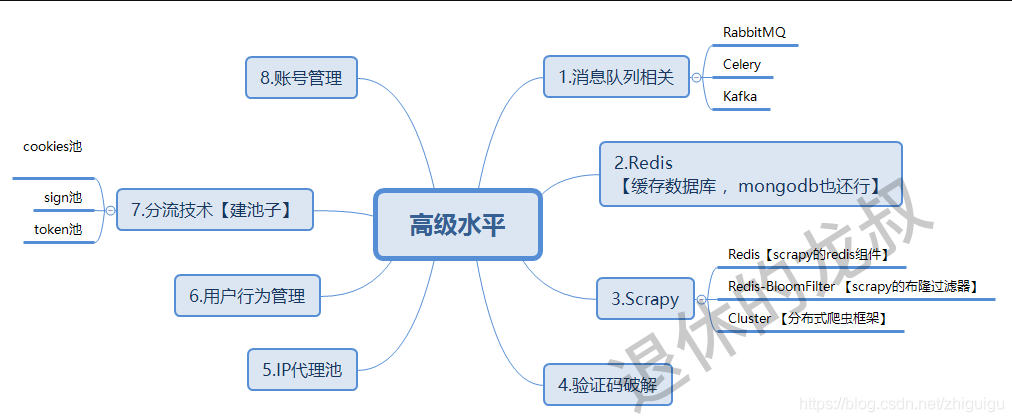 高级水平
1.消息队列相关
RabbitMQ
Celery
Kafka
2.Redis
【缓存数据库 ，mongodb也还行】
3.Scrapy
Redis【scrapy的redis组件】
Redis-BloomFilter 【scrapy的布隆过滤器】
Cluster 【分布式爬虫框架】
4.验证码破解
5.IP代理池
6.用户行为管理
7.分流技术【建池子】
cookies池
sign池
token池
8.账号管理
退休的龙叔
https://blog.csdn.net/zhiguigu